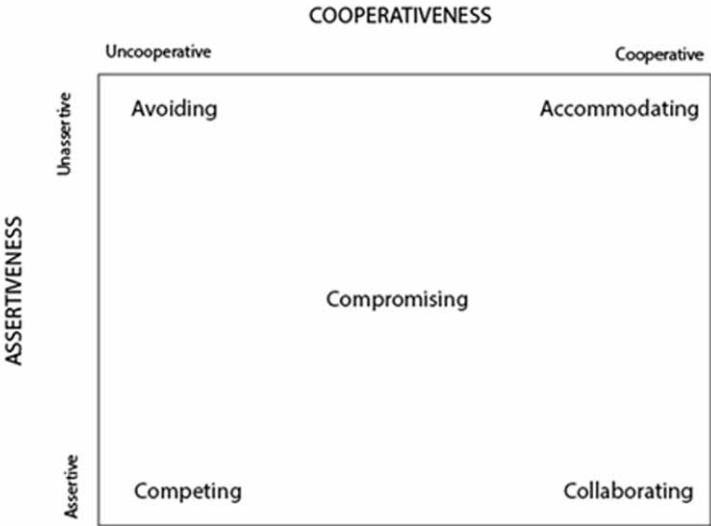 COOPERATIVENESS
Uncooperative
Cooperative
Unassertive
Avoiding
Accommodating
ASSERTIVENESS
Compromising
Assertive
Competing
Collaborating